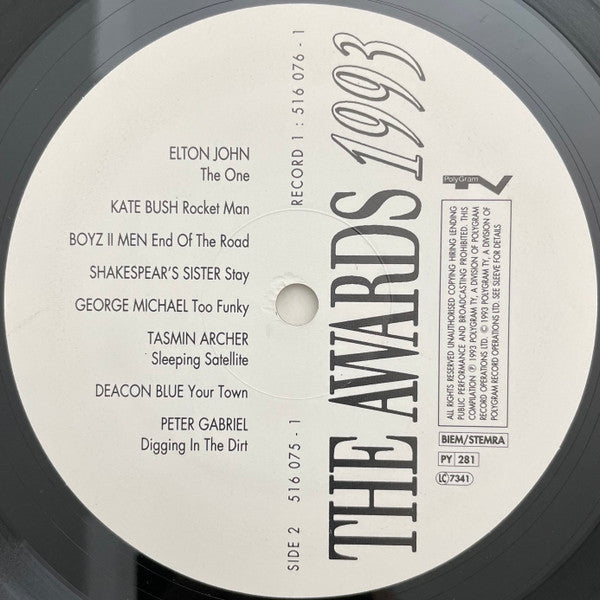 ELTON JOHN
The One
KATE BUSH Rocket Man
BOYZ II MEN End Of The Road
SHAKESPEAR'S SISTER Stay
GEORGE MICHAEL Too Funky
TASMIN ARCHER
Sleeping Satellite
DEACON BLUE Your Town
PETER GABRIEL
Digging In The Dirt
SIDE 2 516 075 - 1 RECORD 1 : 516 076 - 1
THE AWARDS 1993
PolyGram
TV
ALL RIGHTS RESERVED UNAUTHORISED COPYING HIRING LENDING
PUBLIC PERFORMANCE AND BROADCASTING PROHIBITED. THIS
COMPILATION ℗ 1993 POLYGRAM TV, A DIVISION OF POLYGRAM
RECORD OPERATIONS LTD. © 1993 POLYGRAM TV, A DIVISION OF
POLYGRAM RECORD OPERATIONS LTD. SEE SLEEVE FOR DETAILS
BIEM/STEMRA
PY 281
LC 7341